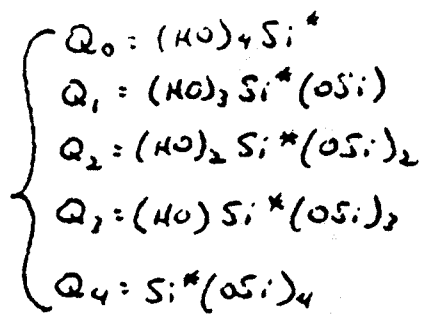 Q₀ : (HO)₄ Si*
Q₁ : (HO)₃ Si*(OSi)
Q₂ : (HO)₂ Si*(OSi)₂
Q₃ = (HO) Si*(OSi)₃
Q₄ : Si*(OSi)₄